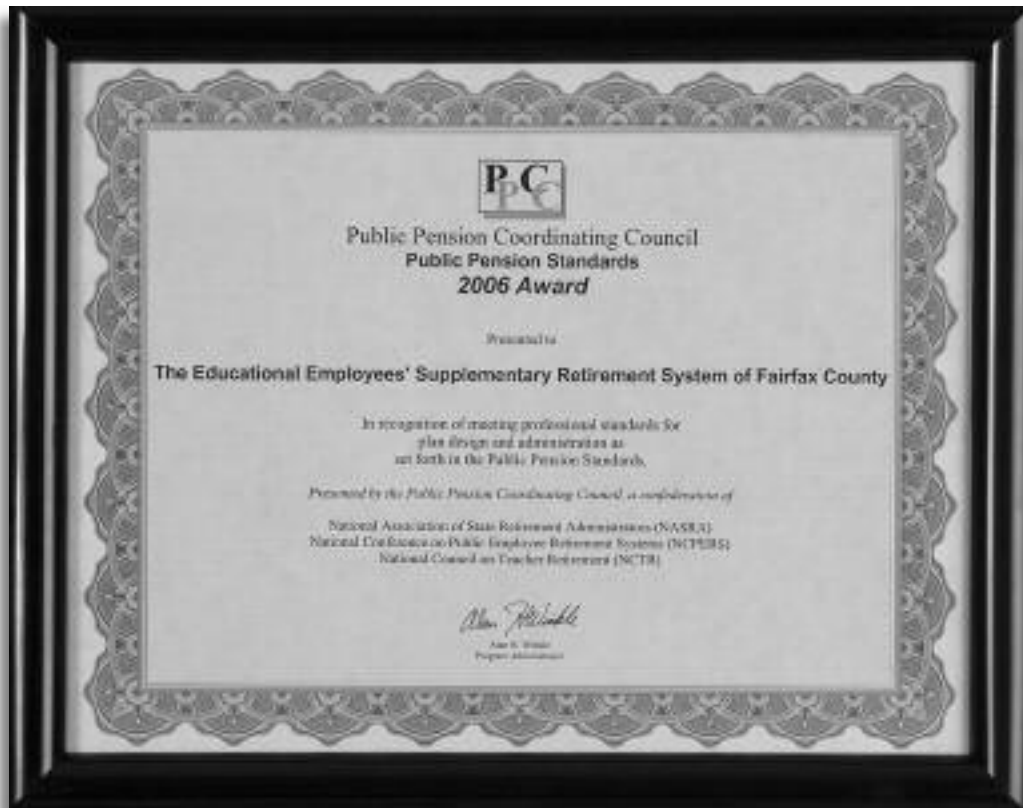 PPCC
Public Pension Coordinating Council
Public Pension Standards
2006 Award
Presented to
The Educational Employees' Supplementary Retirement System of Fairfax County
In recognition of meeting professional standards for
plan design and administration as
set forth in the Public Pension Standards.
Presented by the Public Pension Coordinating Council, a confederation of
National Association of State Retirement Administrators (NASRA)
National Conference on Public Employee Retirement Systems (NCPERS)
National Council on Teacher Retirement (NCTR)
Alan H. Winkle
Program Administrator